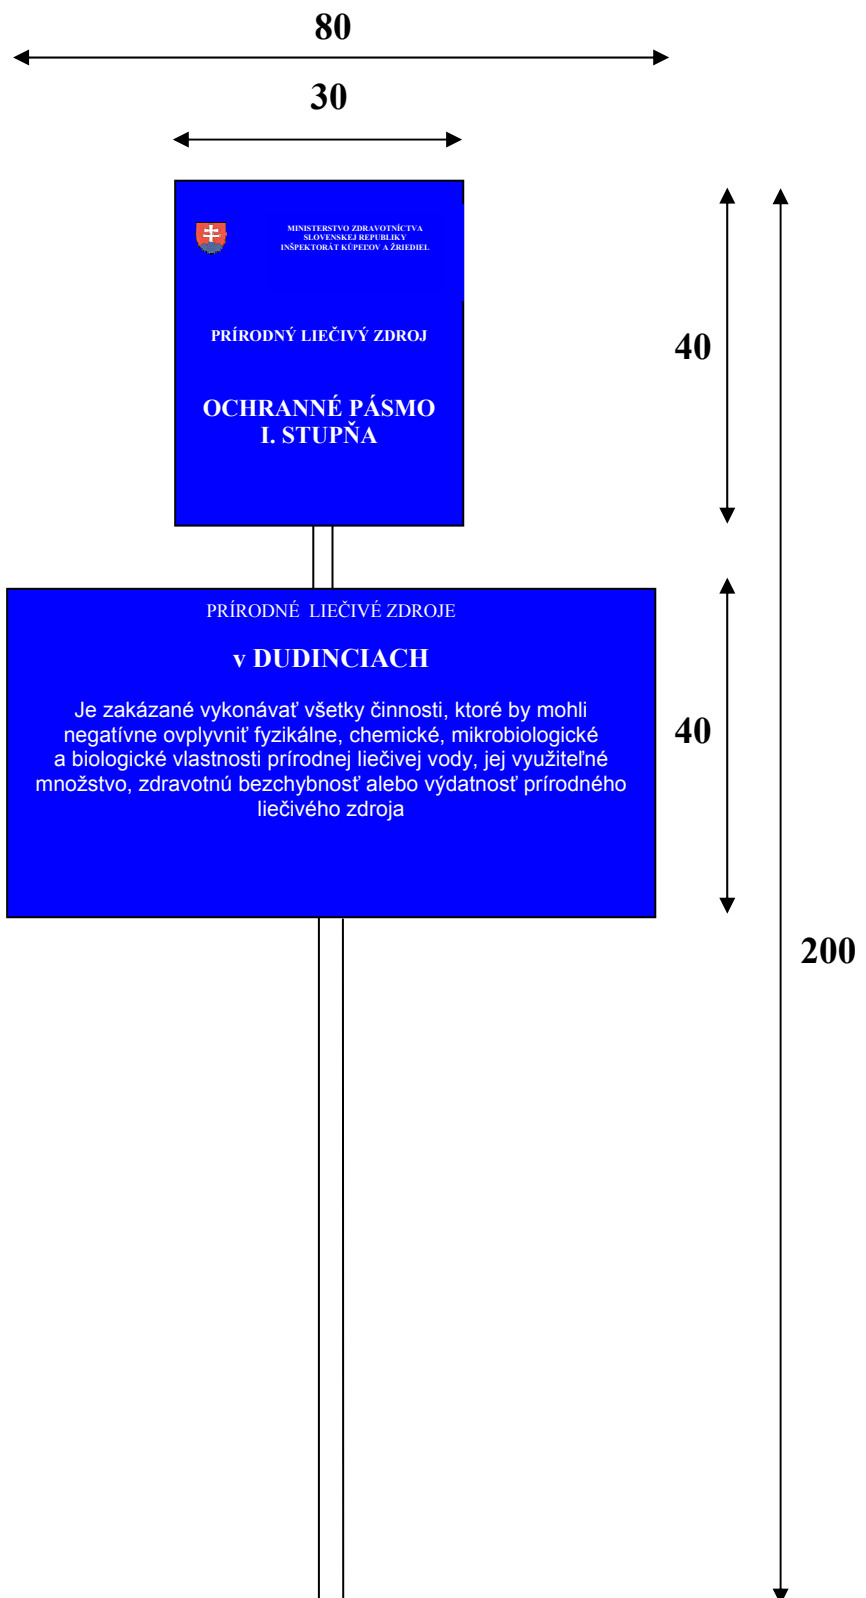 80
30
MINISTERSTVO ZDRAVOTNÍCTVA
SLOVENSKEJ REPUBLIKY
INŠPEKTORÁT KÚPEĽOV A ŽRIEDIEL
PRÍRODNÝ LIEČIVÝ ZDROJ
40
OCHRANNÉ PÁSMO
I. STUPŇA
PRÍRODNÉ LIEČIVÉ ZDROJE
v DUDINCIACH
Je zakázané vykonávať všetky činnosti, ktoré by mohli
negatívne ovplyvniť fyzikálne, chemické, mikrobiologické
a biologické vlastnosti prírodnej liečivej vody, jej využiteľné
množstvo, zdravotnú bezchybnosť alebo výdatnosť prírodného
liečivého zdroja
40
200